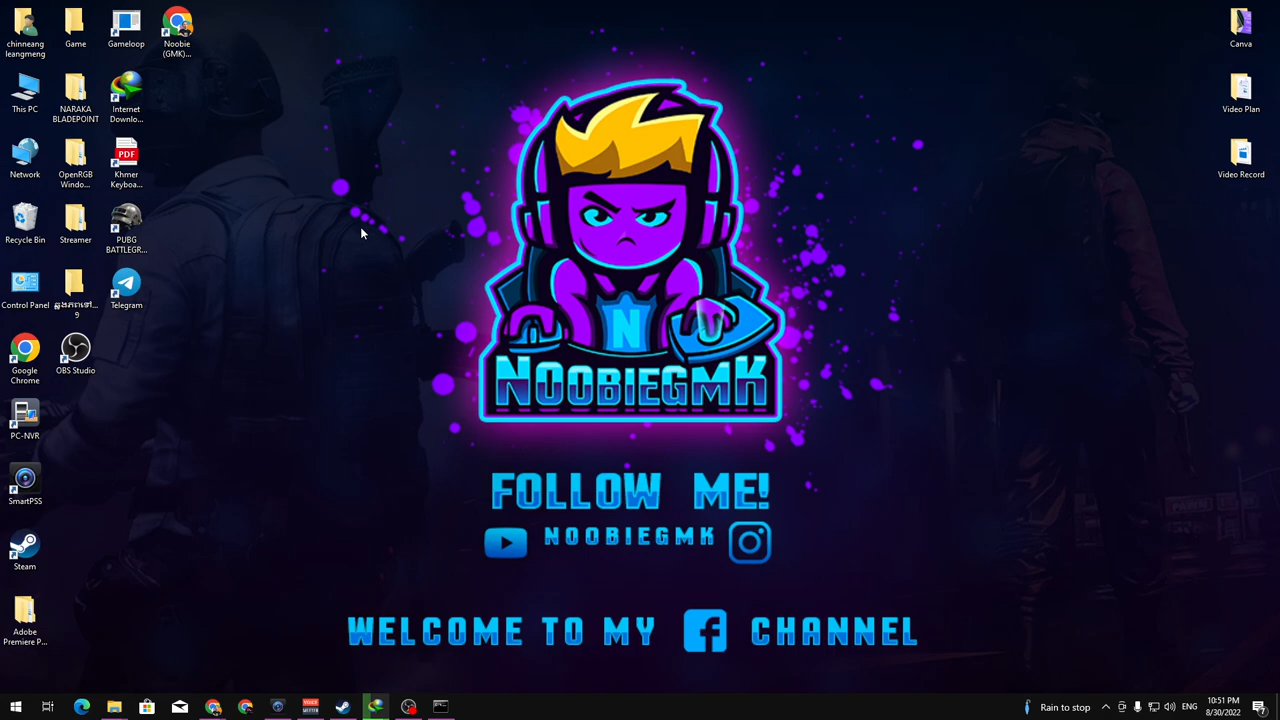 chinneang
leangmeng
Game
Gameloop
Noobie
(GMK)...
This PC
NARAKA
BLADEPOINT
Internet
Downlo...
Network
OpenRGB
Windo...
PDF
Khmer
Keyboa...
Recycle Bin
Streamer
PUBG
BATTLEGR...
Control Panel
9
Telegram
Google
Chrome
OBS Studio
PC-NVR
SmartPSS
Steam
Adobe
Premiere P...
Canva
Video Plan
Video Record
N
NOOBIEGMK
FOLLOW ME!
NOOBIEGMK
WELCOME TO MY CHANNEL
Rain to stop
ENG
10:51 PM
8/30/2022